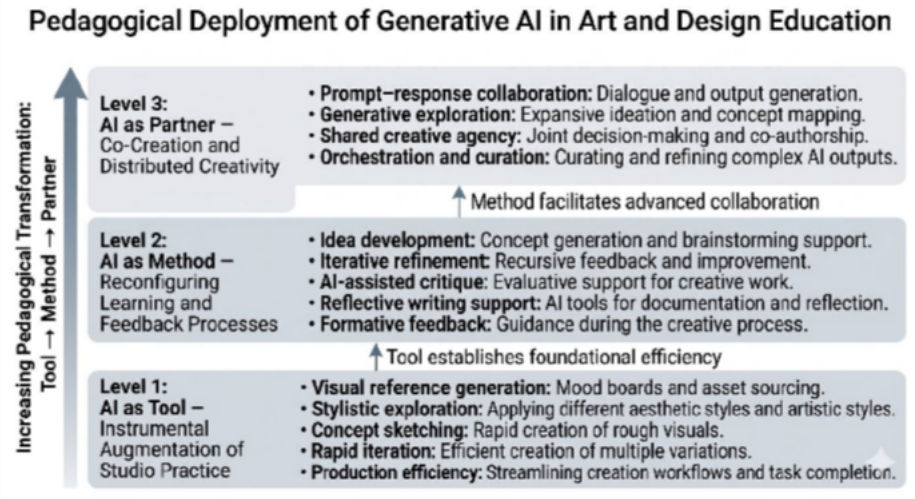 Pedagogical Deployment of Generative AI in Art and Design Education
Increasing Pedagogical Transformation:
Tool → Method → Partner
Level 3:
AI as Partner –
Co-Creation and
Distributed Creativity
• Prompt–response collaboration: Dialogue and output generation.
• Generative exploration: Expansive ideation and concept mapping.
• Shared creative agency: Joint decision-making and co-authorship.
• Orchestration and curation: Curating and refining complex AI outputs.
Method facilitates advanced collaboration
Level 2:
AI as Method –
Reconfiguring
Learning and
Feedback Processes
• Idea development: Concept generation and brainstorming support.
• Iterative refinement: Recursive feedback and improvement.
• AI-assisted critique: Evaluative support for creative work.
• Reflective writing support: AI tools for documentation and reflection.
• Formative feedback: Guidance during the creative process.
Tool establishes foundational efficiency
Level 1:
AI as Tool –
Instrumental
Augmentation of
Studio Practice
• Visual reference generation: Mood boards and asset sourcing.
• Stylistic exploration: Applying different aesthetic styles and artistic styles.
• Concept sketching: Rapid creation of rough visuals.
• Rapid iteration: Efficient creation of multiple variations.
• Production efficiency: Streamlining creation workflows and task completion.